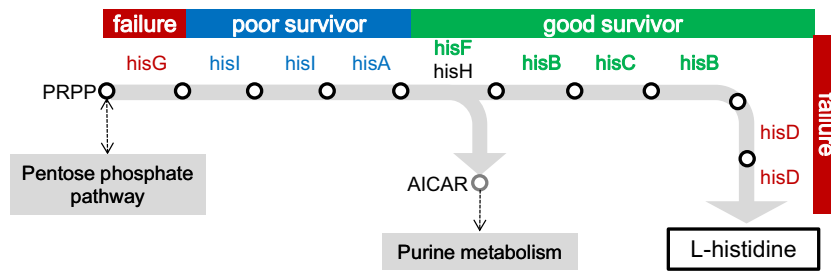 failure poor survivor good survivor
hisG hisI hisI hisA hisF hisB hisC hisB
hisH
PRPP
failure
hisD
hisD
Pentose phosphate
pathway
AICAR
Purine metabolism
L-histidine